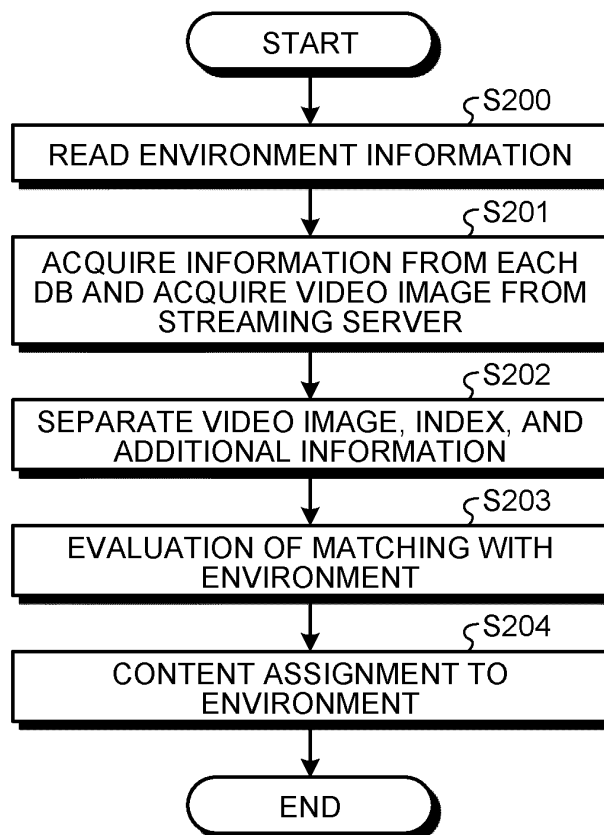 START
S200
READ ENVIRONMENT INFORMATION
S201
ACQUIRE INFORMATION FROM EACH
DB AND ACQUIRE VIDEO IMAGE FROM
STREAMING SERVER
S202
SEPARATE VIDEO IMAGE, INDEX, AND
ADDITIONAL INFORMATION
S203
EVALUATION OF MATCHING WITH
ENVIRONMENT
S204
CONTENT ASSIGNMENT TO
ENVIRONMENT
END